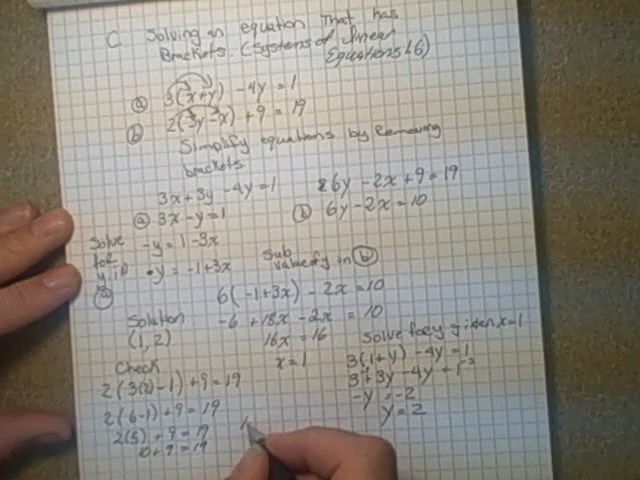 C Solving an equation that has
Brackets. (Systems of linear
Equations L6)
a 3(x+y) -4y = 1
b 2(3y-x) + 9 = 19
Simplify equations by Removing
brackets
3x+3y-4y=1
6y-2x+9=19
a 3x-y=1
b 6y-2x=10
Solve for y in a
-y = 1-3x
y = -1+3x
Sub value of y in b
6(-1+3x) - 2x = 10
-6 + 18x - 2x = 10
16x = 16
x = 1
Solution
(1, 2)
Solve for y given x=1
3(1+y) -4y = 1
3+3y -4y = 1
-y = -2
y = 2
Check
2(3(2)-1) + 9 = 19
2(6-1) + 9 = 19
2(5) + 9 = 19
10 + 9 = 19